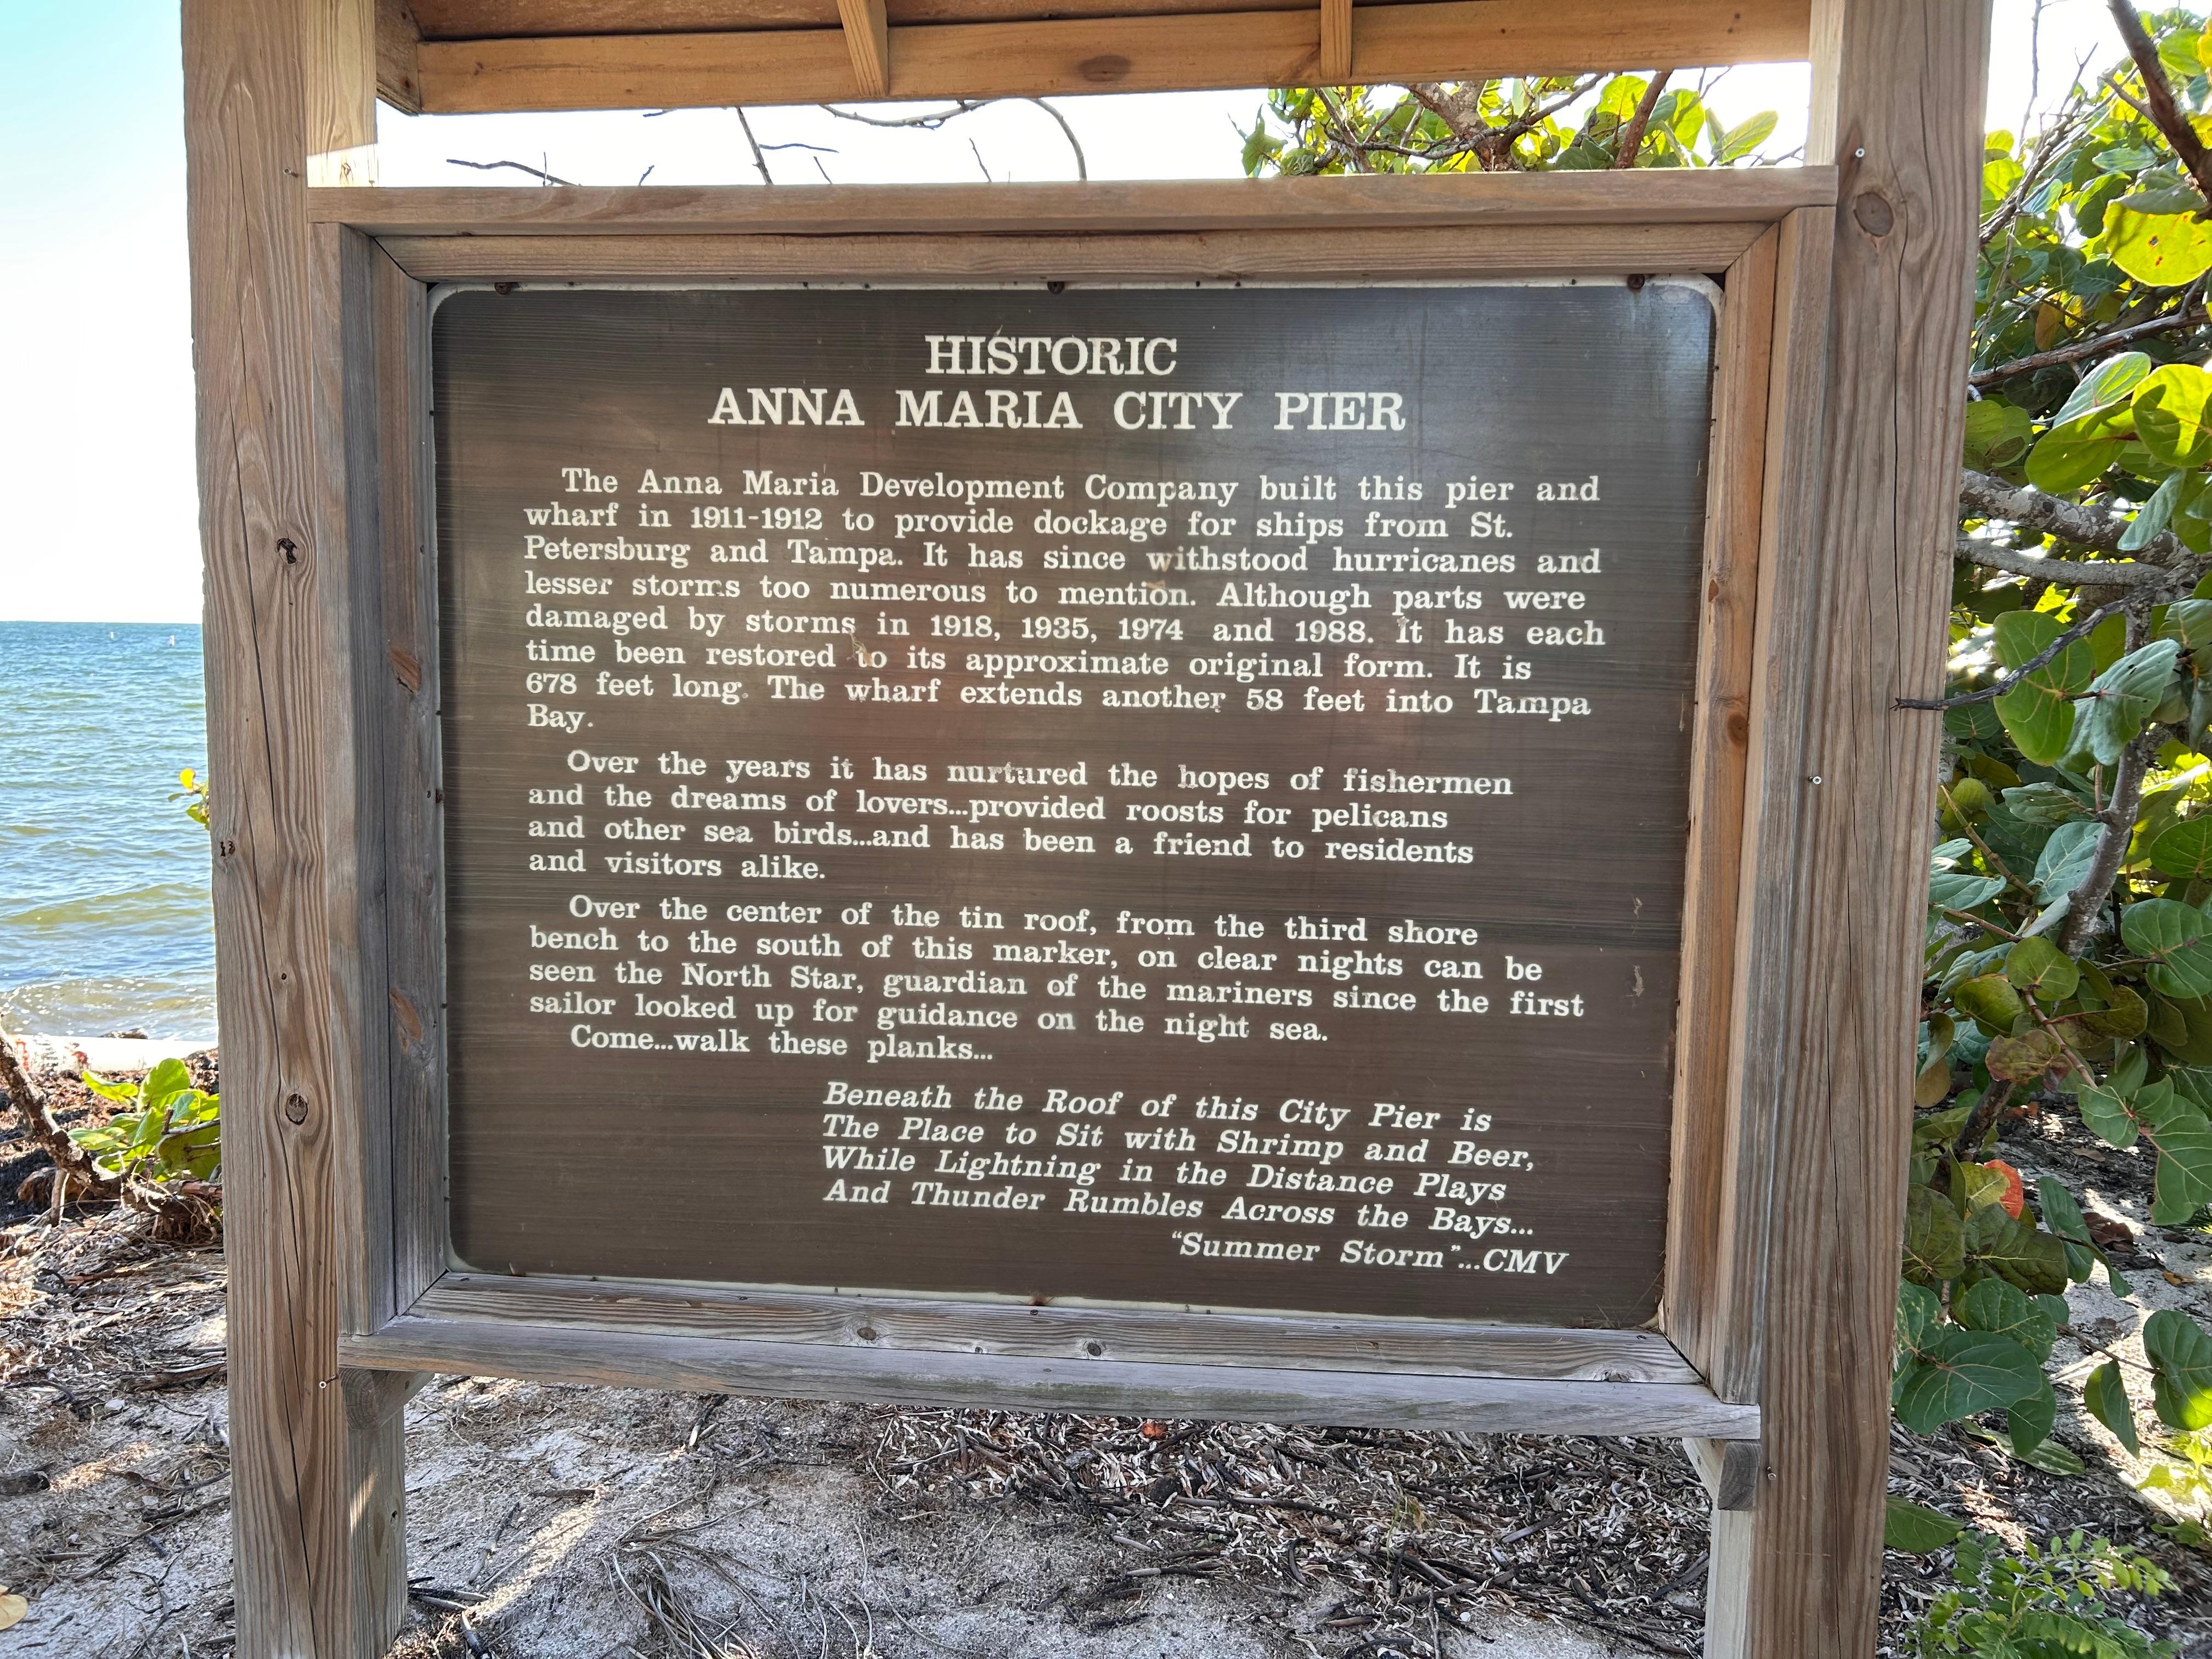 HISTORIC
ANNA MARIA CITY PIER
The Anna Maria Development Company built this pier and
wharf in 1911-1912 to provide dockage for ships from St.
Petersburg and Tampa. It has since withstood hurricanes and
lesser storms too numerous to mention. Although parts were
damaged by storms in 1918, 1935, 1974 and 1988. It has each
time been restored to its approximate original form. It is
678 feet long. The wharf extends another 58 feet into Tampa
Bay.
Over the years it has nurtured the hopes of fishermen
and the dreams of lovers...provided roosts for pelicans
and other sea birds...and has been a friend to residents
and visitors alike.
Over the center of the tin roof, from the third shore
bench to the south of this marker, on clear nights can be
seen the North Star, guardian of the mariners since the first
sailor looked up for guidance on the night sea.
Come...walk these planks...
Beneath the Roof of this City Pier is
The Place to Sit with Shrimp and Beer,
While Lightning in the Distance Plays
And Thunder Rumbles Across the Bays...
“Summer Storm”...CMV